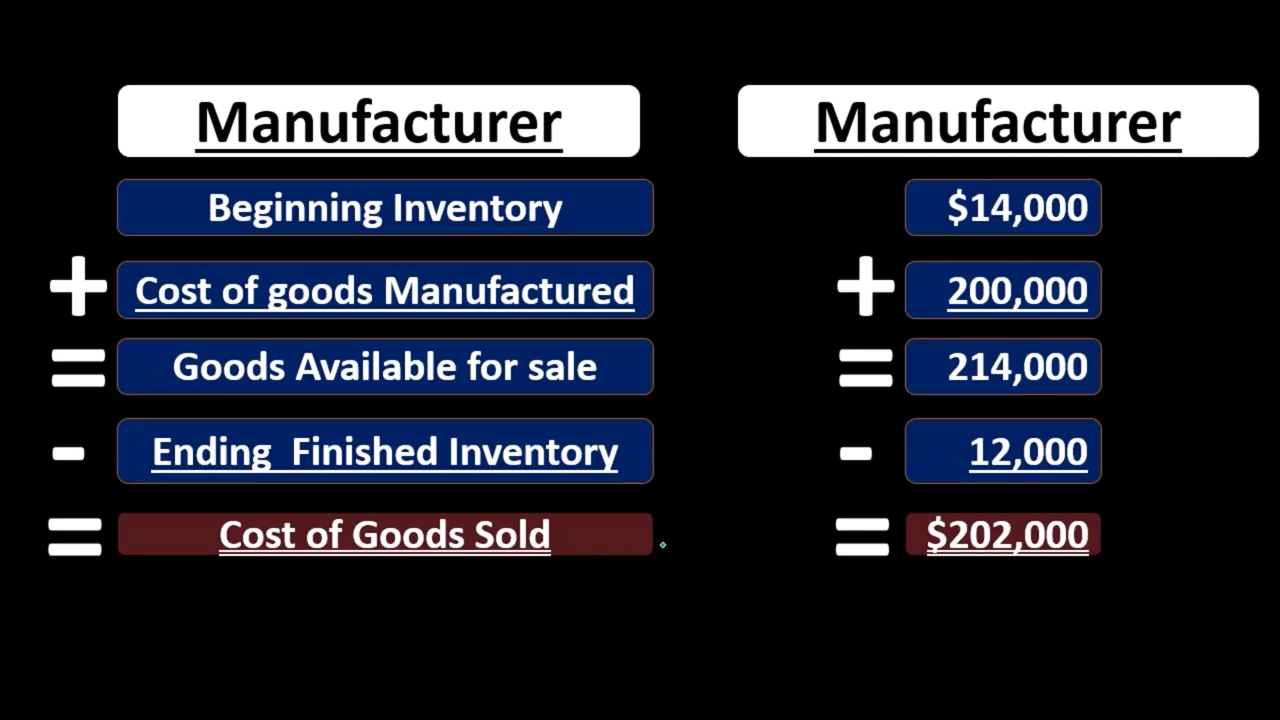 Manufacturer Manufacturer
Beginning Inventory $14,000
+ Cost of goods Manufactured + 200,000
= Goods Available for sale = 214,000
- Ending  Finished Inventory - 12,000
= Cost of Goods Sold = $202,000